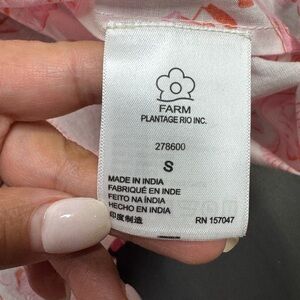 FARM
PLANTAGE RIO INC.
278600
S
MADE IN INDIA
FABRIQUÉ EN INDE
FEITO NA ÍNDIA
HECHO EN INDIA
印度制造
RN 157047